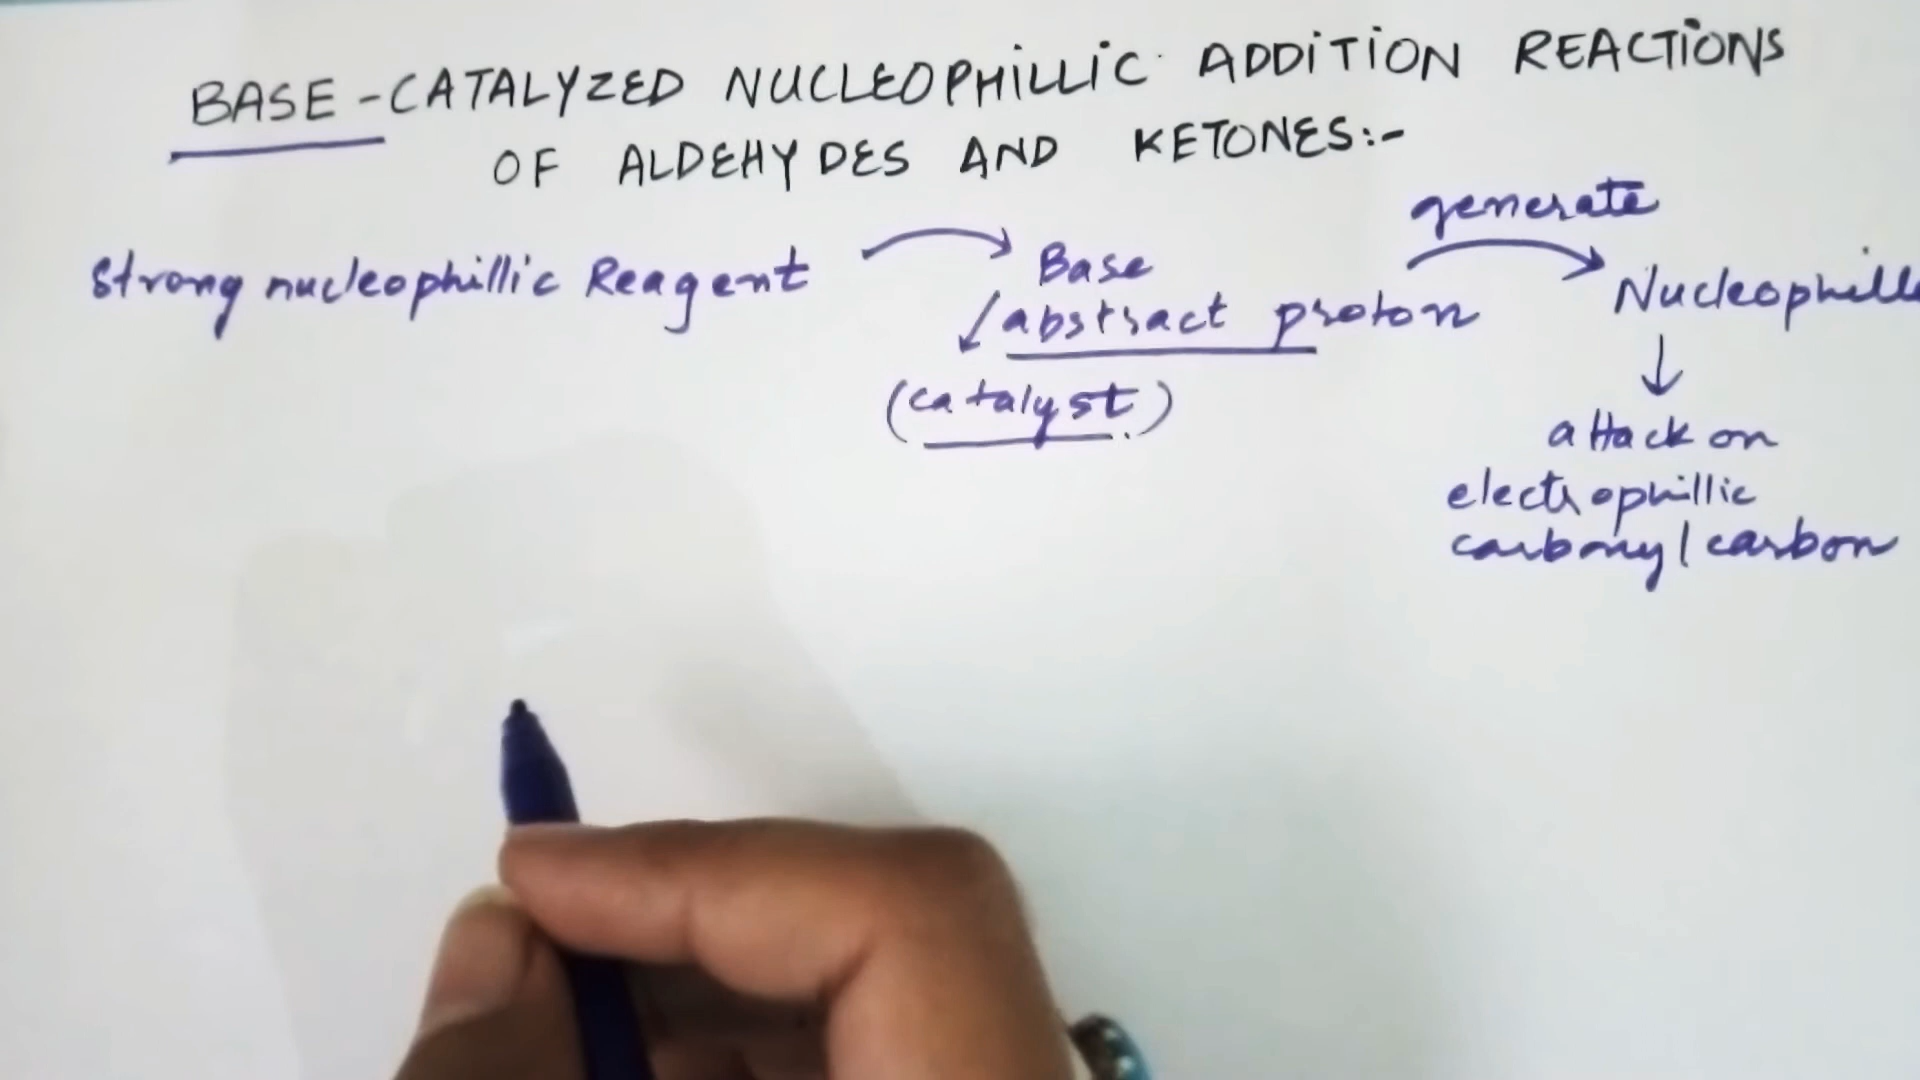 BASE-CATALYZED NUCLEOPHILLIC ADDITION REACTIONS
OF ALDEHYDES AND KETONES:-
generate
Strong nucleophillic Reagent Base
abstract proton Nucleophille
(catalyst.)
attack on
electrophillic
carbonyl carbon